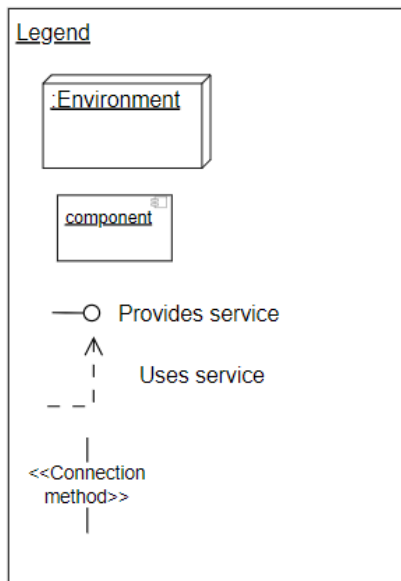 Legend
:Environment
component
Provides service
Uses service
<<Connection
method>>